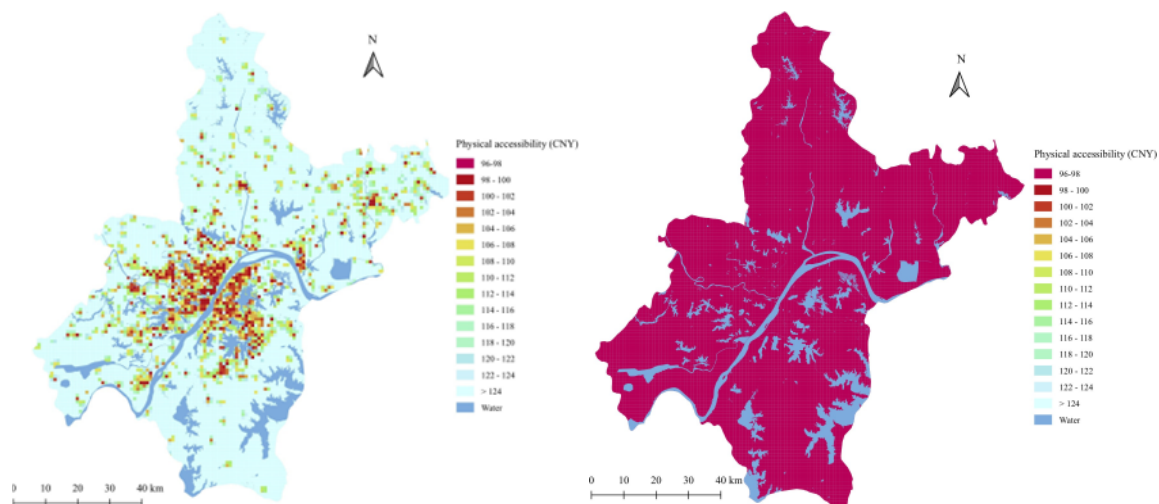 N
Physical accessibility (CNY)
96-98
98 - 100
100 - 102
102 - 104
104 - 106
106 - 108
108 - 110
110 - 112
112 - 114
114 - 116
116 - 118
118 - 120
120 - 122
122 - 124
> 124
Water
0 10 20 30 40 km
N
Physical accessibility (CNY)
96-98
98 - 100
100 - 102
102 - 104
104 - 106
106 - 108
108 - 110
110 - 112
112 - 114
114 - 116
116 - 118
118 - 120
120 - 122
122 - 124
> 124
Water
0 10 20 30 40 km